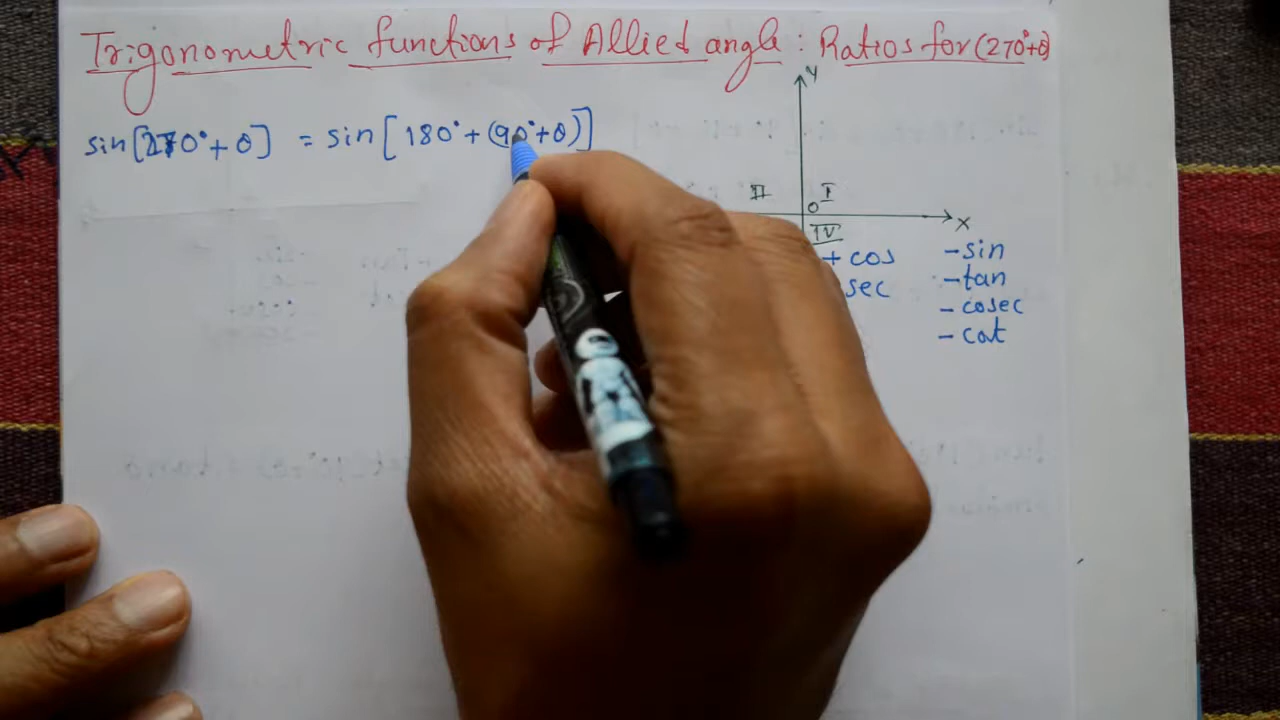 Trigonometric functions of Allied angle : Ratios for (270°+θ)
sin[270°+ θ] = sin[180°+(90°+θ)]
Y
II I
O
X
IV
+ cos - sin
sec - tan
- cosec
- cot